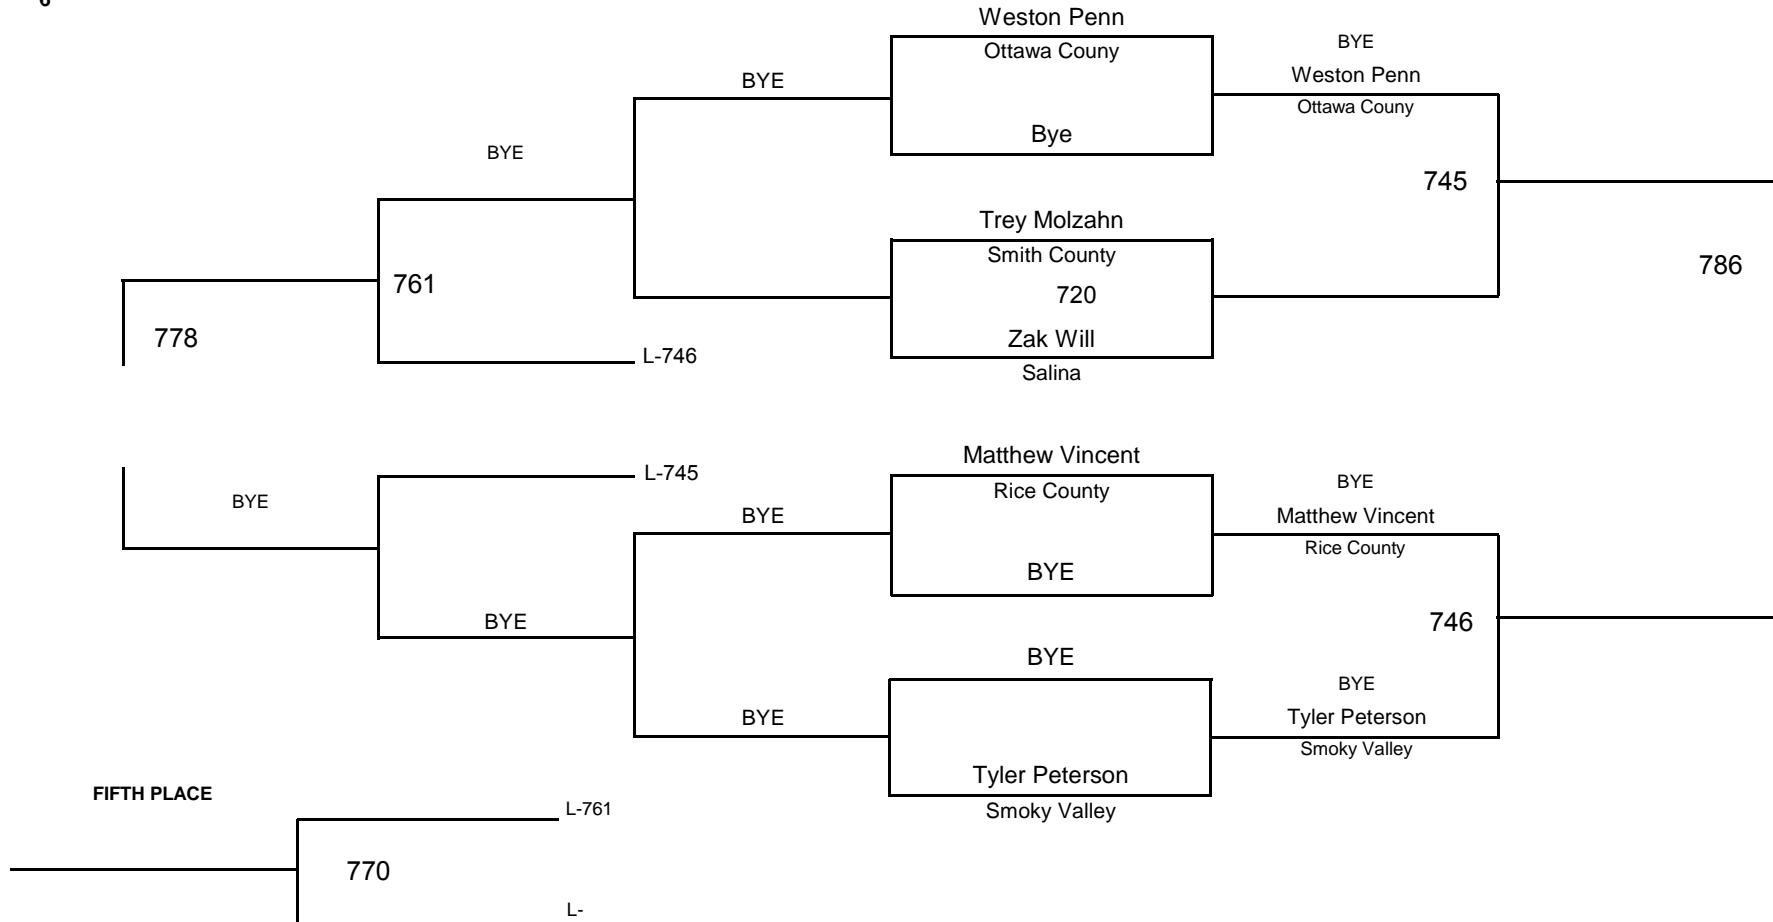 6
Weston Penn
Ottawa Couny
BYE
BYE
Weston Penn
Ottawa Couny
Bye
BYE
745
Trey Molzahn
Smith County
786
761
720
778
Zak Will
L-746
Salina
Matthew Vincent
L-745
Rice County
BYE
BYE
BYE
Matthew Vincent
Rice County
BYE
BYE
746
BYE
BYE
BYE
Tyler Peterson
Smoky Valley
Tyler Peterson
Smoky Valley
FIFTH PLACE
L-761
770
L-